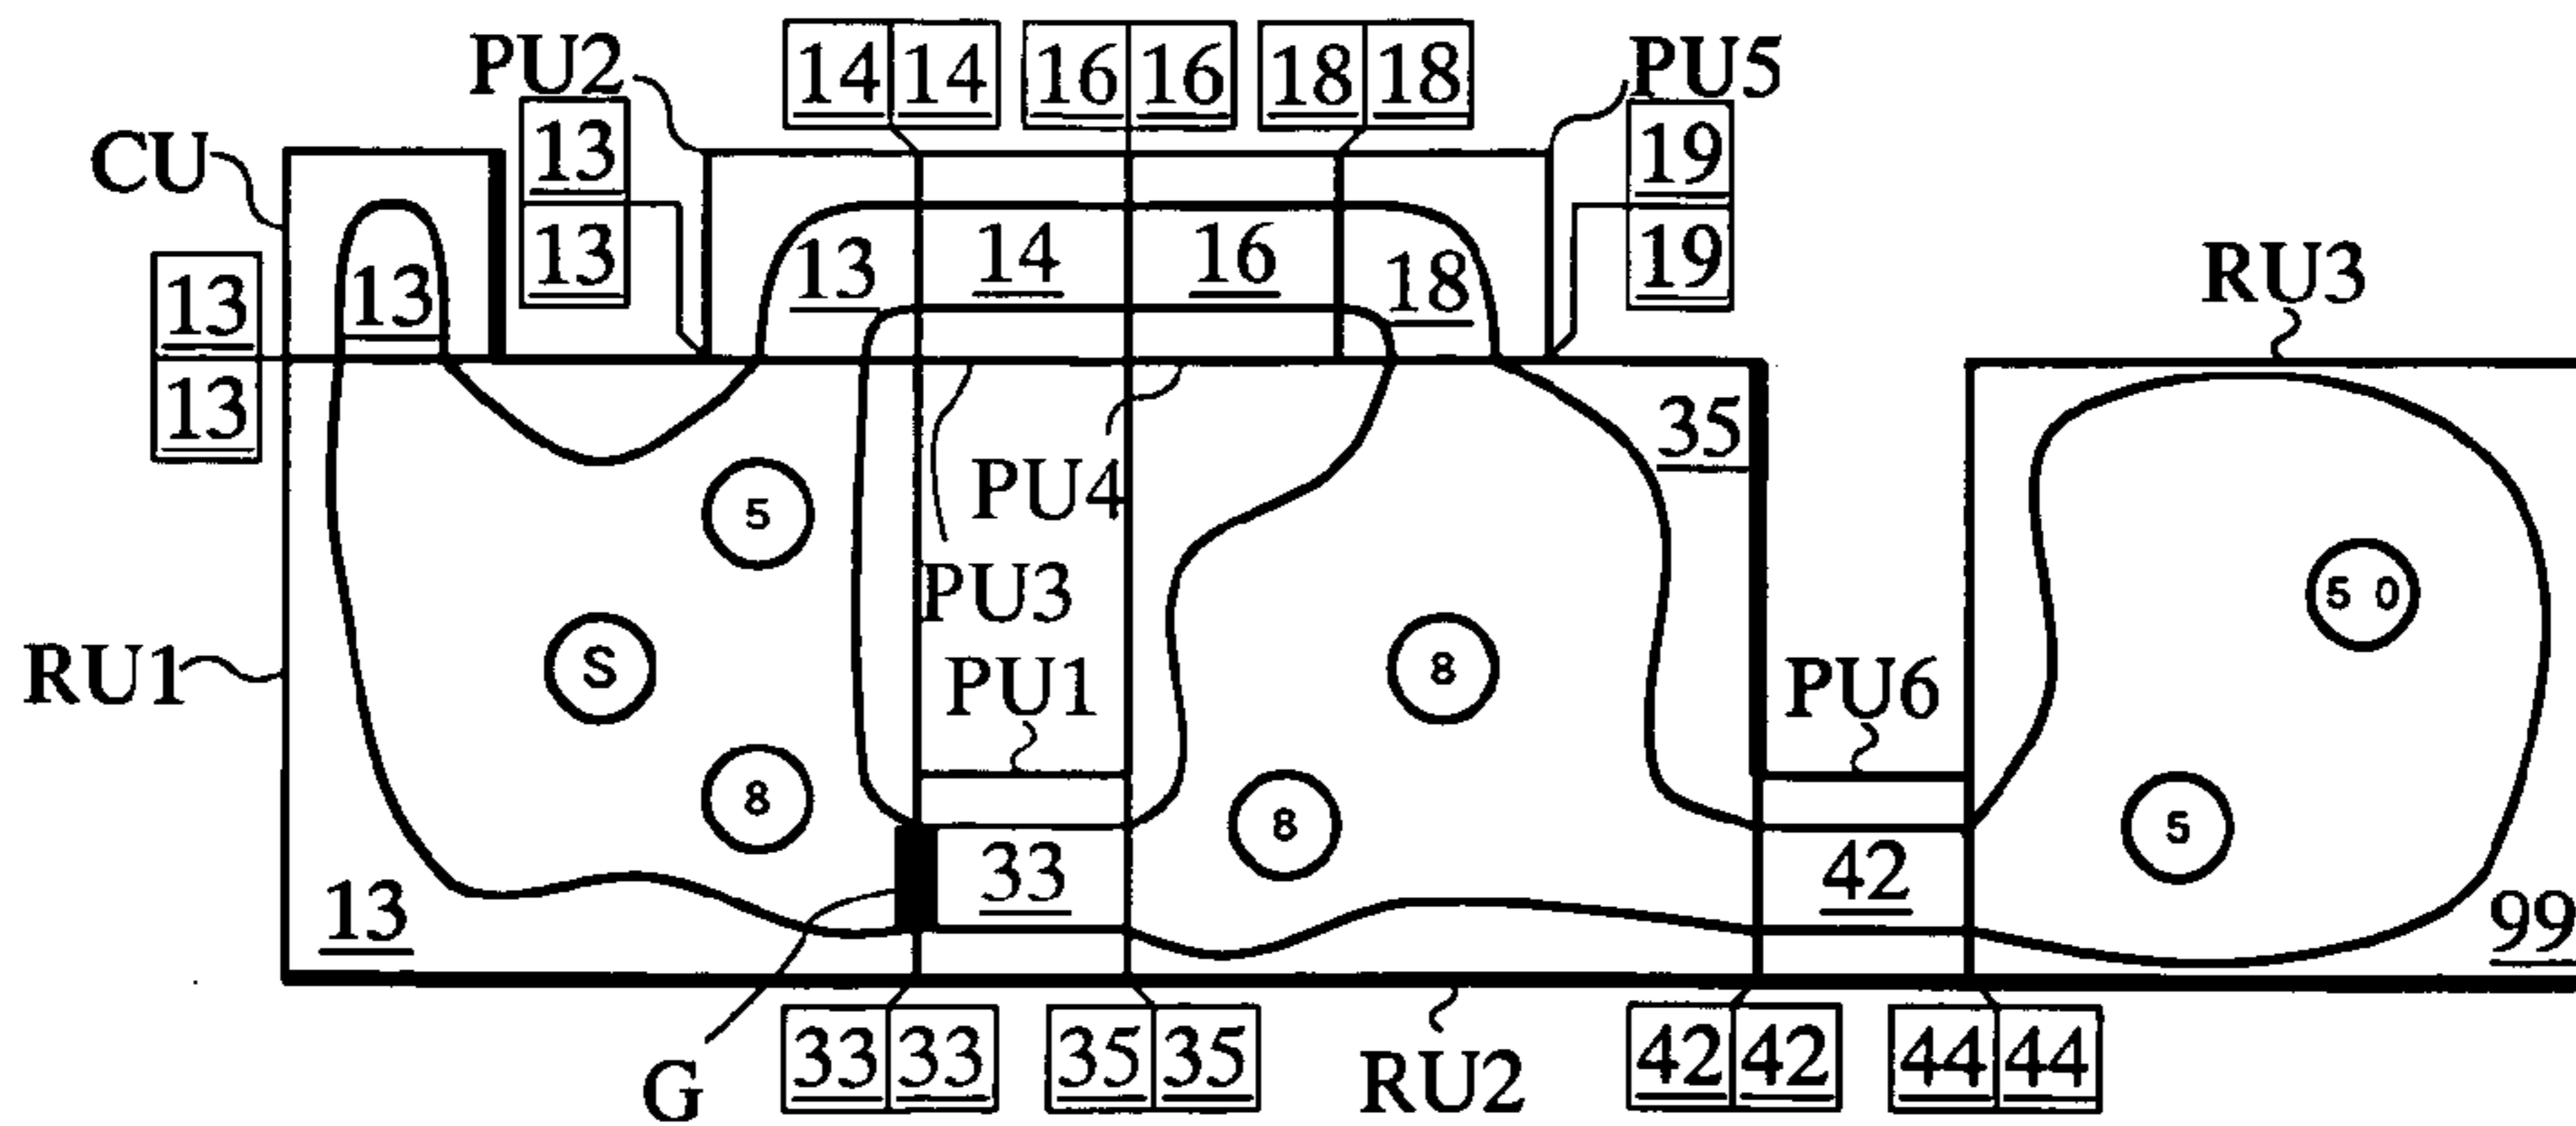 14 14 16 16 18 18
PU2 PU5
13 19
CU
13 14 16 18 19
13 13 RU3
13 35
PU4
5
PU3 50
RU1 S PU1 8 PU6
8 8 5
33 42
13 99
33 33 35 35 RU2 42 42 44 44
G